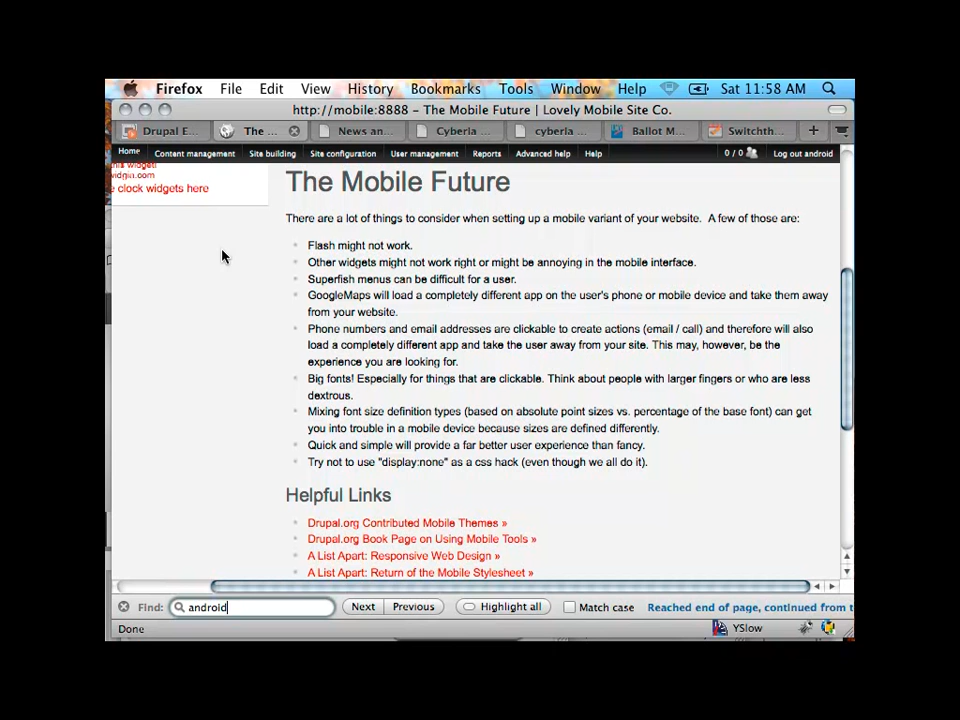 Firefox File Edit View History Bookmarks Tools Window Help Sat 11:58 AM
http://mobile:8888 – The Mobile Future | Lovely Mobile Site Co.
Drupal E... The ... News an... Cyberla ... cyberla ... Ballot M... Switchth...
Home Content management Site building Site configuration User management Reports Advanced help Help 0 / 0 Log out android
this widget!
widgin.com
e clock widgets here
The Mobile Future
There are a lot of things to consider when setting up a mobile variant of your website. A few of those are:
Flash might not work.
Other widgets might not work right or might be annoying in the mobile interface.
Superfish menus can be difficult for a user.
GoogleMaps will load a completely different app on the user's phone or mobile device and take them away
from your website.
Phone numbers and email addresses are clickable to create actions (email / call) and therefore will also
load a completely different app and take the user away from your site. This may, however, be the
experience you are looking for.
Big fonts! Especially for things that are clickable. Think about people with larger fingers or who are less
dextrous.
Mixing font size definition types (based on absolute point sizes vs. percentage of the base font) can get
you into trouble in a mobile device because sizes are defined differently.
Quick and simple will provide a far better user experience than fancy.
Try not to use "display:none" as a css hack (even though we all do it).
Helpful Links
Drupal.org Contributed Mobile Themes »
Drupal.org Book Page on Using Mobile Tools »
A List Apart: Responsive Web Design »
A List Apart: Return of the Mobile Stylesheet »
Find: android Next Previous Highlight all Match case Reached end of page, continued from t
Done YSlow